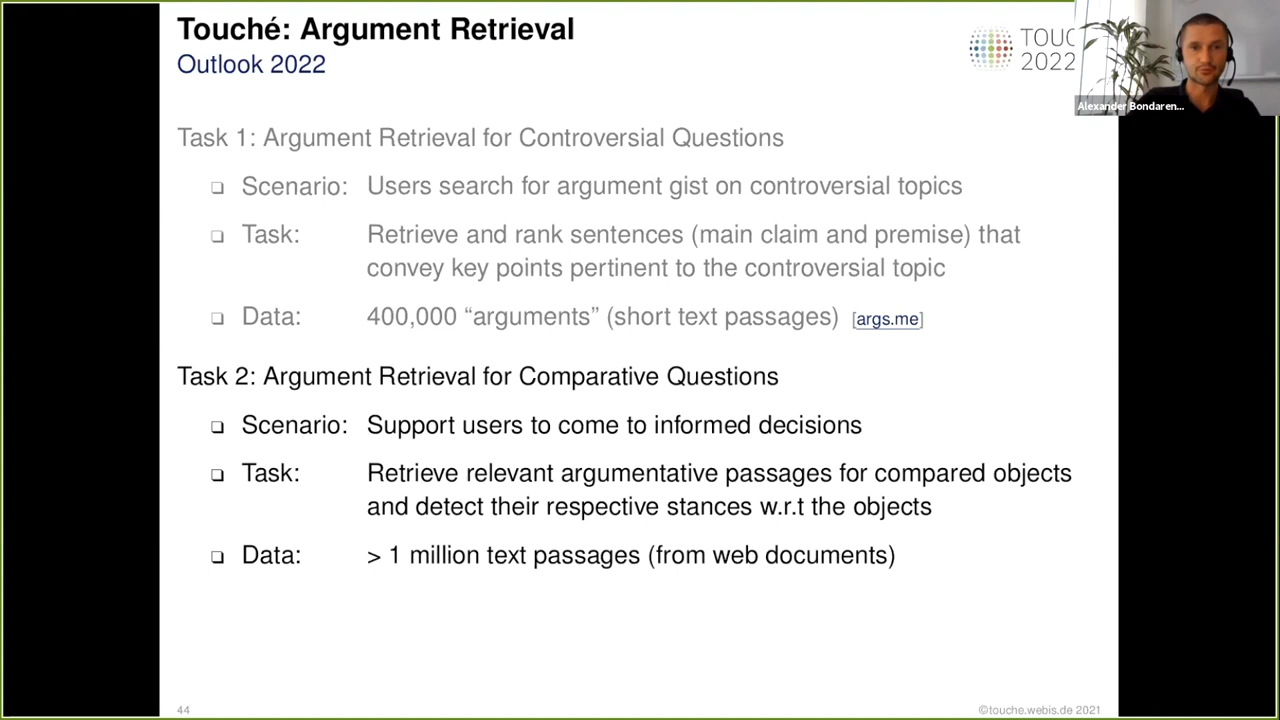 Touché: Argument Retrieval
Outlook 2022
TOUC
2022
Alexander Bondaren...
Task 1: Argument Retrieval for Controversial Questions
❏ Scenario: Users search for argument gist on controversial topics
❏ Task: Retrieve and rank sentences (main claim and premise) that
convey key points pertinent to the controversial topic
❏ Data: 400,000 “arguments” (short text passages) [args.me]
Task 2: Argument Retrieval for Comparative Questions
❏ Scenario: Support users to come to informed decisions
❏ Task: Retrieve relevant argumentative passages for compared objects
and detect their respective stances w.r.t the objects
❏ Data: > 1 million text passages (from web documents)
44
©touche.webis.de 2021